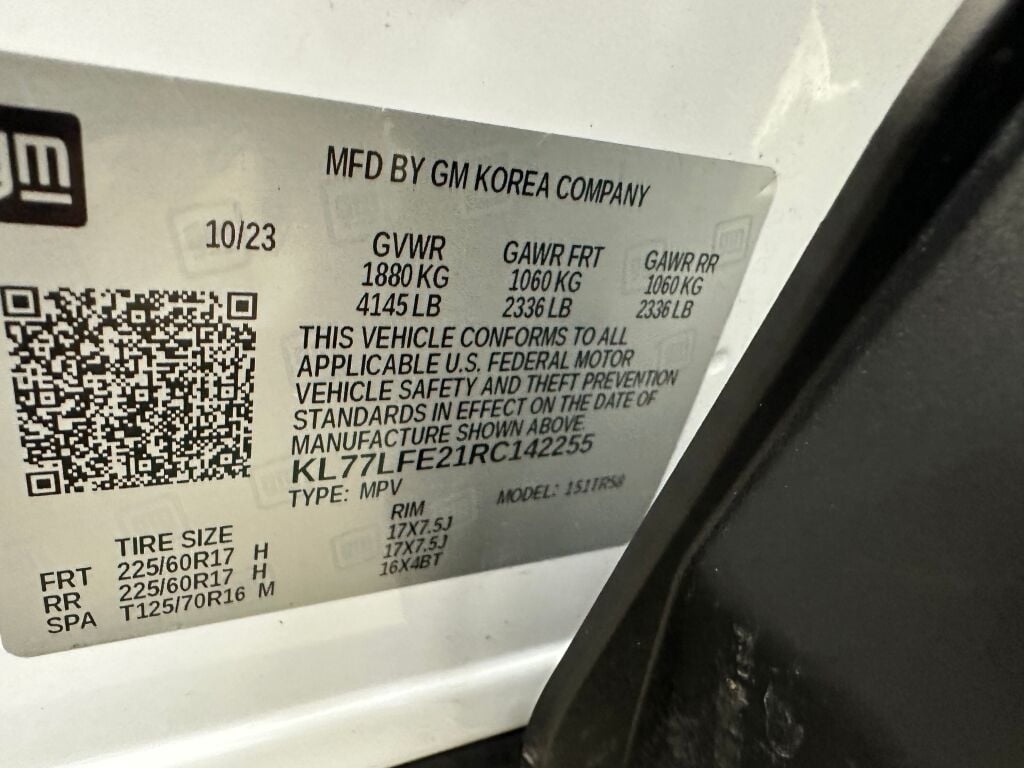 gm
MFD BY GM KOREA COMPANY
10/23
GVWR GAWR FRT GAWR RR
1880 KG 1060 KG 1060 KG
4145 LB 2336 LB 2336 LB
THIS VEHICLE CONFORMS TO ALL
APPLICABLE U.S. FEDERAL MOTOR
VEHICLE SAFETY AND THEFT PREVENTION
STANDARDS IN EFFECT ON THE DATE OF
MANUFACTURE SHOWN ABOVE.
KL77LFE21RC142255
TYPE: MPV MODEL: 151TR58
TIRE SIZE RIM
FRT 225/60R17 H 17X7.5J
RR 225/60R17 H 17X7.5J
SPA T125/70R16 M 16X4BT